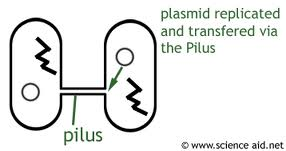 plasmid replicated
and transfered via
the Pilus
pilus
© www.science aid.net